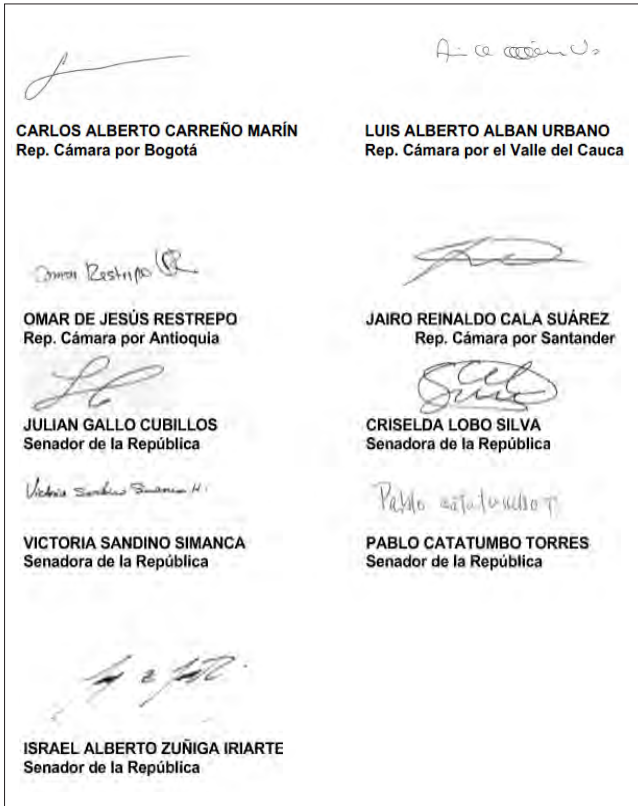 CARLOS ALBERTO CARREÑO MARÍN
Rep. Cámara por Bogotá
LUIS ALBERTO ALBAN URBANO
Rep. Cámara por el Valle del Cauca
Omar Restrepo
OMAR DE JESÚS RESTREPO
Rep. Cámara por Antioquia
JAIRO REINALDO CALA SUÁREZ
Rep. Cámara por Santander
JULIAN GALLO CUBILLOS
Senador de la República
CRISELDA LOBO SILVA
Senadora de la República
Victoria Sandino Simanca H.
VICTORIA SANDINO SIMANCA
Senadora de la República
Pablo Catatumbo T
PABLO CATATUMBO TORRES
Senador de la República
ISRAEL ALBERTO ZUÑIGA IRIARTE
Senador de la República